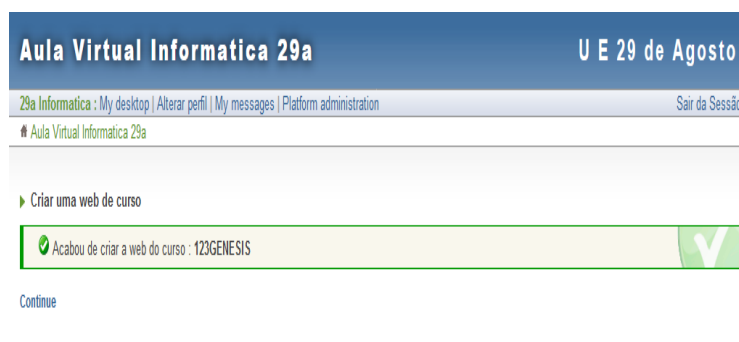 Aula Virtual Informatica 29a U E 29 de Agosto
29a Informatica : My desktop | Alterar perfil | My messages | Platform administration Sair da Sessão
Aula Virtual Informatica 29a
Criar uma web de curso
Acabou de criar a web do curso : 123GENESIS
Continue